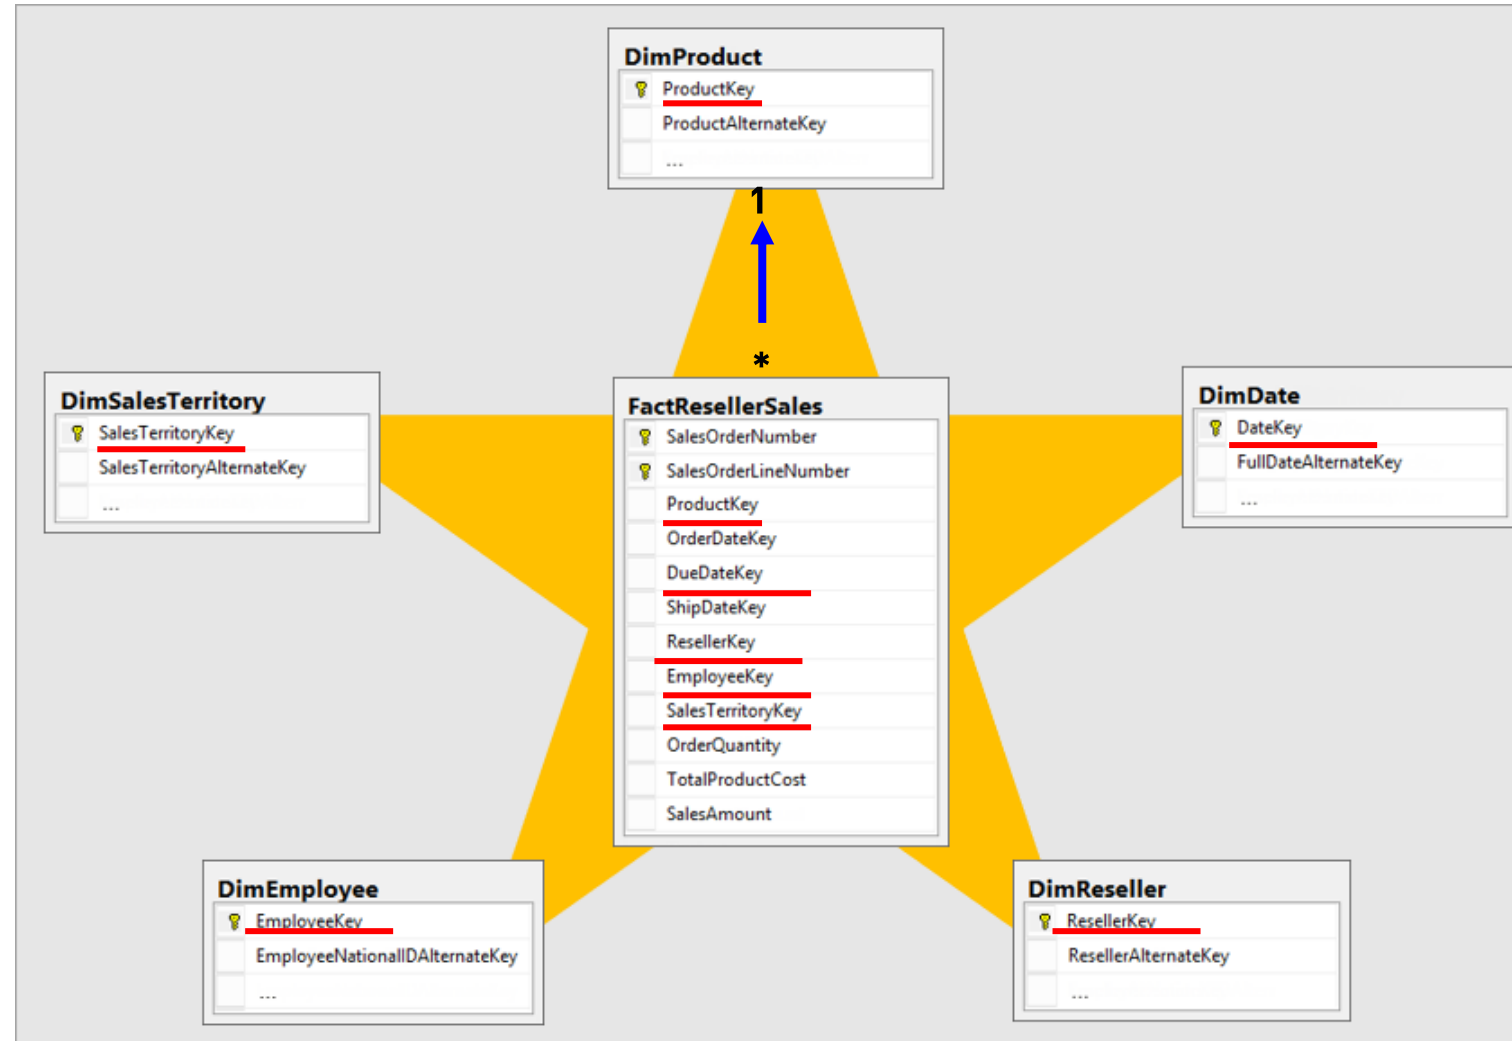 DimProduct
ProductKey
ProductAlternateKey
...
1
*
DimSalesTerritory
SalesTerritoryKey
SalesTerritoryAlternateKey
...
FactResellerSales
SalesOrderNumber
SalesOrderLineNumber
ProductKey
OrderDateKey
DueDateKey
ShipDateKey
ResellerKey
EmployeeKey
SalesTerritoryKey
OrderQuantity
TotalProductCost
SalesAmount
DimDate
DateKey
FullDateAlternateKey
...
DimEmployee
EmployeeKey
EmployeeNationalIDAlternateKey
...
DimReseller
ResellerKey
ResellerAlternateKey
...